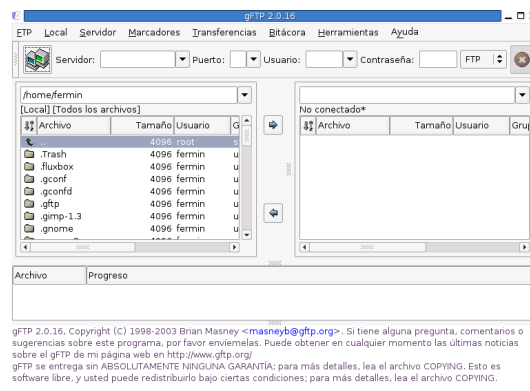 gFTP 2.0.16
FTP Local Servidor Marcadores Transferencias Bitácora Herramientas Ayuda
Servidor: Puerto: Usuario: Contraseña: FTP
/home/fermin
[Local] [Todos los archivos]
No conectado*
Archivo Tamaño Usuario G
Archivo Tamaño Usuario Grup
.. 4096 root s
.Trash 4096 fermin u
.fluxbox 4096 fermin u
.gconf 4096 fermin u
.gconfd 4096 fermin u
.gftp 4096 fermin u
.gimp-1.3 4096 fermin u
.gnome 4096 fermin u
Archivo Progreso
gFTP 2.0.16, Copyright (C) 1998-2003 Brian Masney <masneyb@gftp.org>. Si tiene alguna pregunta, comentarios o
sugerencias sobre este programa, por favor envíemelas. Puede obtener en cualquier momento las últimas noticias
sobre el gFTP de mi página web en http://www.gftp.org/
gFTP se entrega sin ABSOLUTAMENTE NINGUNA GARANTÍA; para más detalles, lea el archivo COPYING. Esto es
software libre, y usted puede redistribuirlo bajo ciertas condiciones; para más detalles, lea el archivo COPYING.